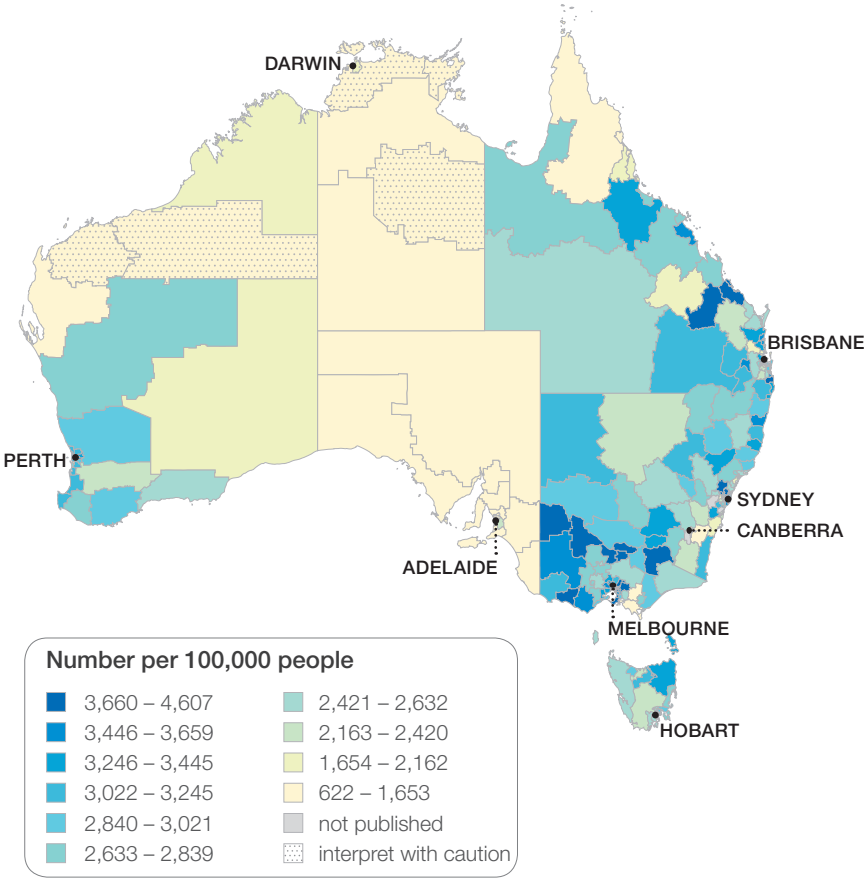 DARWIN
BRISBANE
PERTH
SYDNEY
CANBERRA
ADELAIDE
MELBOURNE
HOBART
Number per 100,000 people
3,660 – 4,607
3,446 – 3,659
3,246 – 3,445
3,022 – 3,245
2,840 – 3,021
2,633 – 2,839
2,421 – 2,632
2,163 – 2,420
1,654 – 2,162
622 – 1,653
not published
interpret with caution